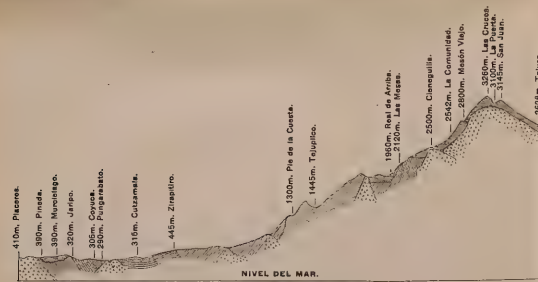 410m. Placeres.
390m. Pineda.
390m. Murcielago.
320m. Jaripo.
305m. Coyuca.
290m. Pungarabato.
315m. Cutzamala.
445m. Zirapitiro.
1300m. Pie de la Cuesta.
1445m. Tejupilco.
1960m. Real de Arriba.
2120m. Las Mesas.
2500m. Cieneguilla.
2542m. La Comunidad.
2800m. Mesón Viejo.
3260m. Las Cruces.
3100m. La Puerta.
3145m. San Juan.
NIVEL DEL MAR.